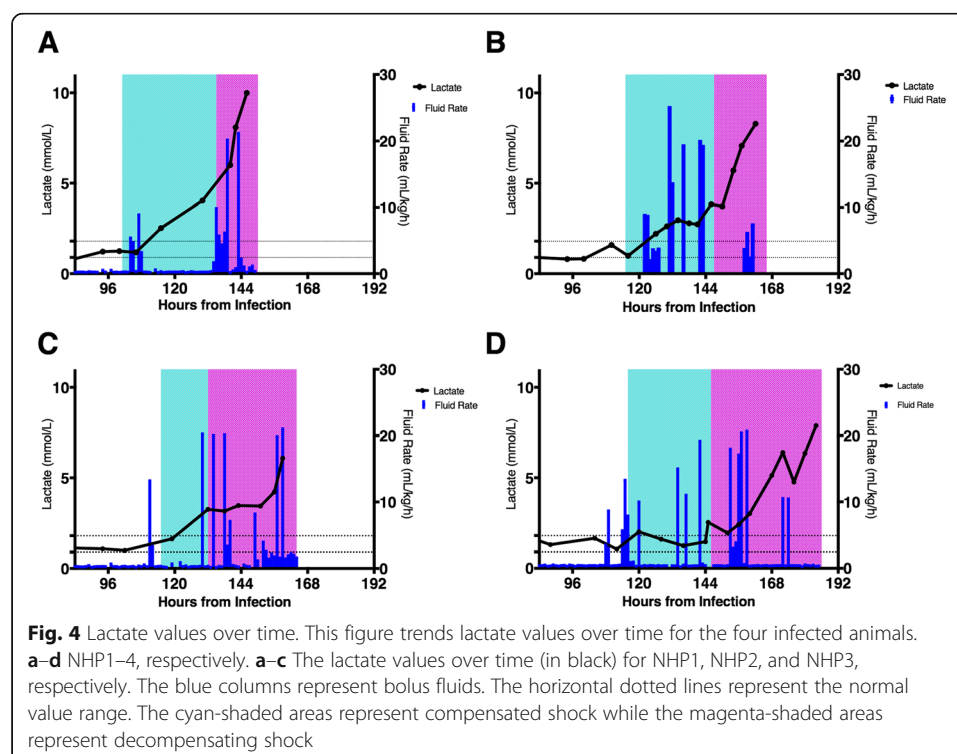 A
B
30
10
5
0
Lactate (mmol/L)
30
20
10
0
Fluid Rate (mL/kg/h)
Lactate
Fluid Rate
96 120 144 168 192
Hours from Infection
10
5
0
Lactate (mmol/L)
20
10
0
Fluid Rate (mL/kg/h)
Lactate
Fluid Rate
96 120 144 168 192
Hours from Infection
C
D
10
5
0
Lactate (mmol/L)
30
20
10
0
Fluid Rate (mL/kg/h)
Lactate
Fluid Rate
96 120 144 168 192
Hours from Infection
10
5
0
Lactate (mmol/L)
30
20
10
0
Fluid Rate (mL/kg/h)
Lactate
Fluid Rate
96 120 144 168 192
Hours from Infection
Fig. 4 Lactate values over time. This figure trends lactate values over time for the four infected animals.
a–d NHP1–4, respectively. a–c The lactate values over time (in black) for NHP1, NHP2, and NHP3,
respectively. The blue columns represent bolus fluids. The horizontal dotted lines represent the normal
value range. The cyan-shaded areas represent compensated shock while the magenta-shaded areas
represent decompensating shock